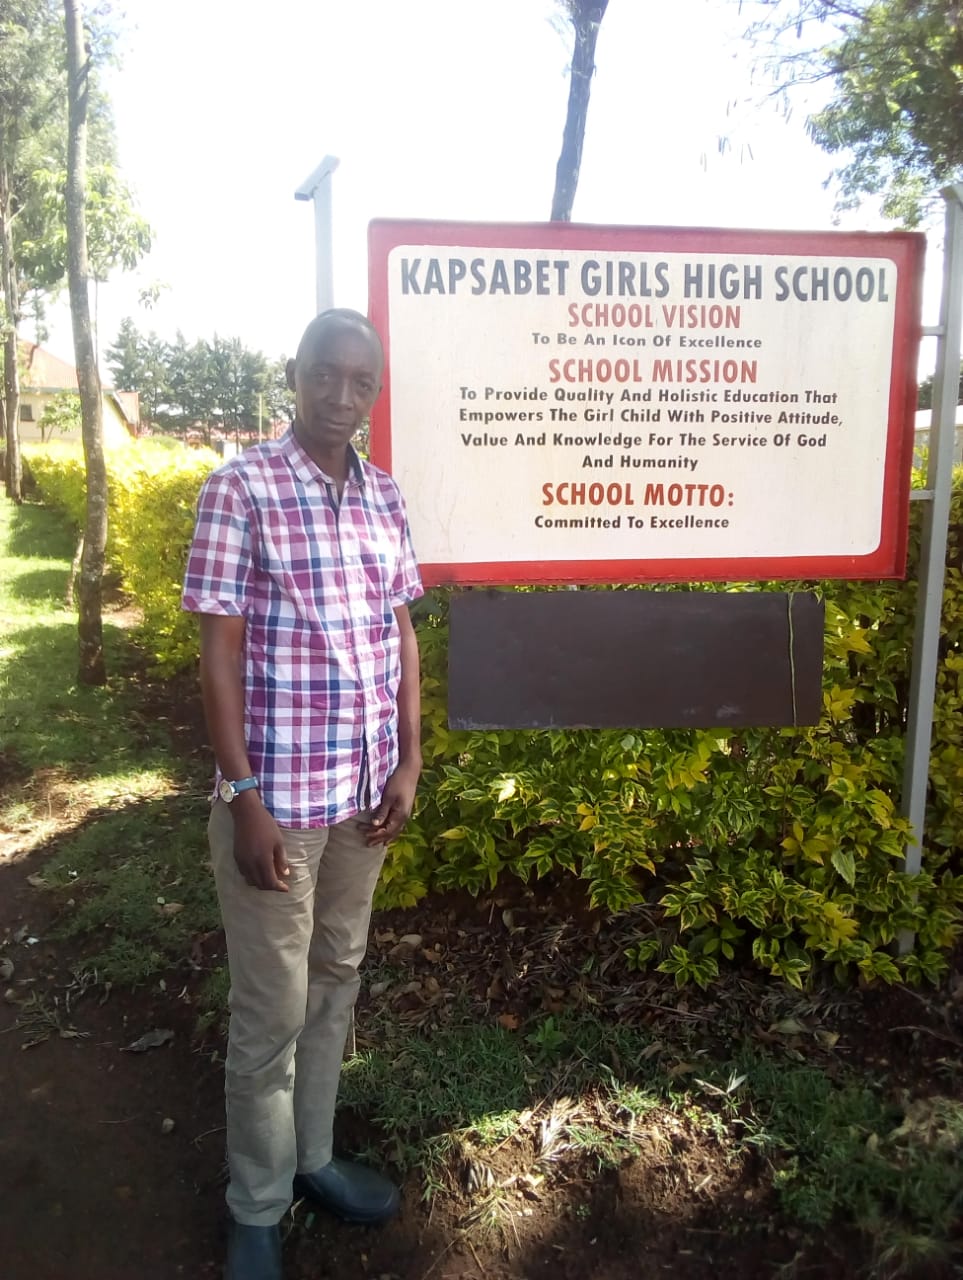 KAPSABET GIRLS HIGH SCHOOL
SCHOOL VISION
To Be An Icon Of Excellence
SCHOOL MISSION
To Provide Quality And Holistic Education That
Empowers The Girl Child With Positive Attitude,
Value And Knowledge For The Service Of God
And Humanity
SCHOOL MOTTO:
Committed To Excellence